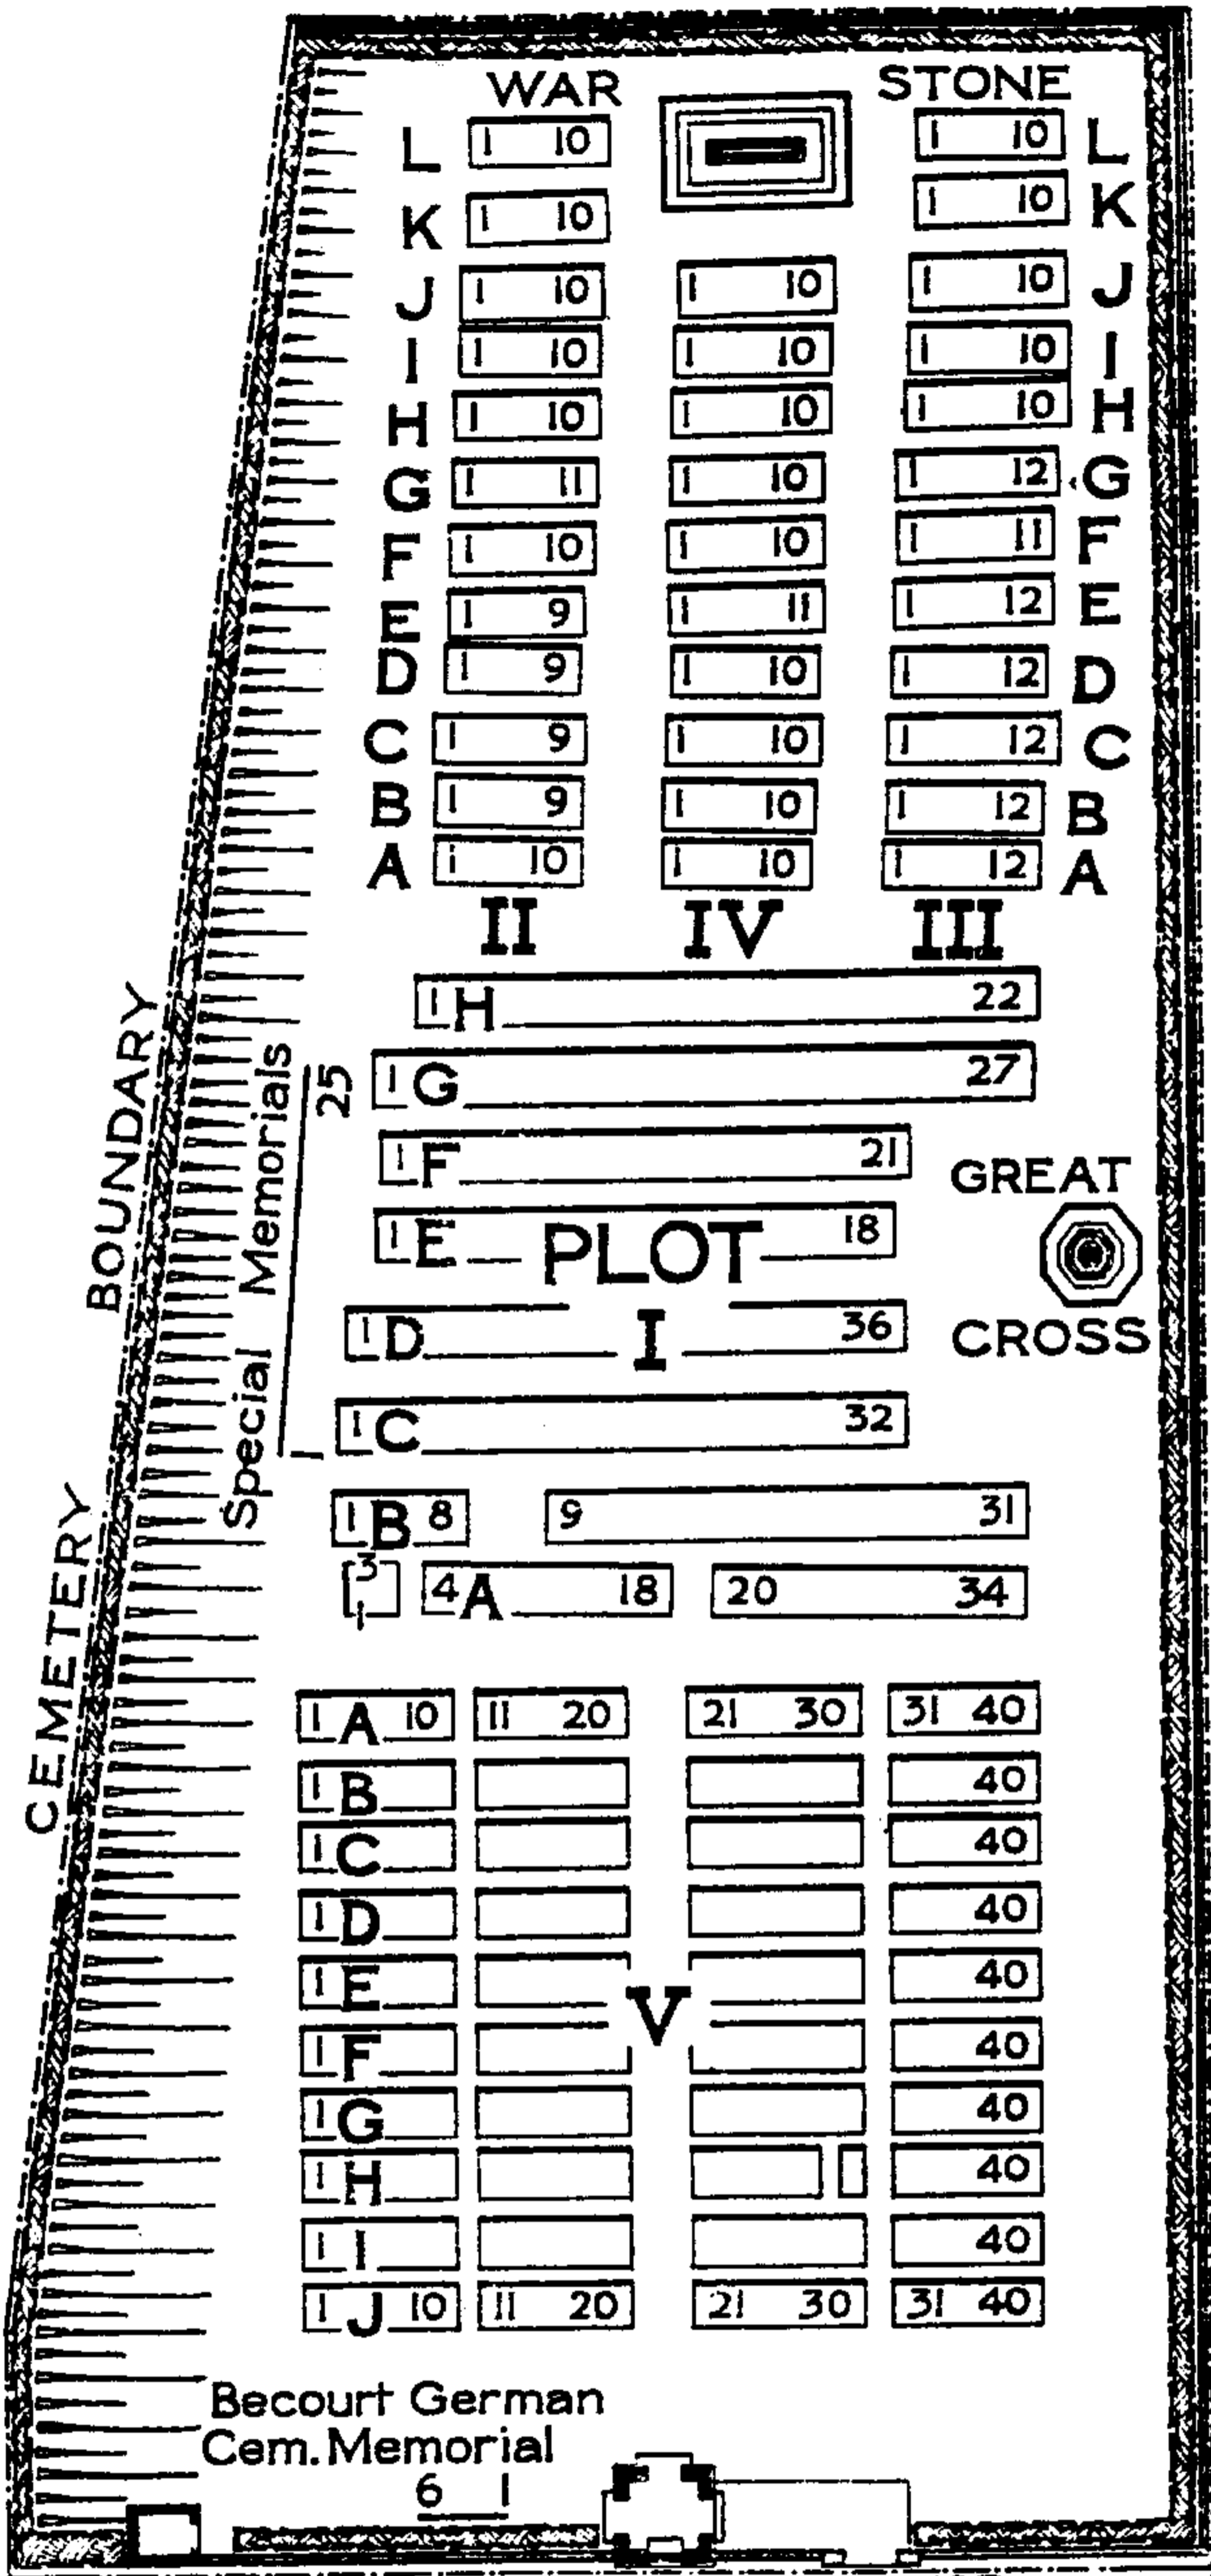 WAR STONE
L 1 10 1 10 L
K 1 10 1 10 K
J 1 10 1 10 1 10 J
I 1 10 1 10 1 10 I
H 1 10 1 10 1 10 H
G 1 11 1 10 1 12 G
F 1 10 1 10 1 11 F
E 1 9 1 11 1 12 E
D 1 9 1 10 1 12 D
C 1 9 1 10 1 12 C
B 1 9 1 10 1 12 B
A 1 10 1 10 1 12 A
II IV III
1 H 22
1 G 27
1 F 21
1 E 18
PLOT
I
1 D 36
1 C 32
1 B 8 9 31
3 1 4 A 18 20 34
GREAT
CROSS
Special Memorials
1 25
CEMETERY BOUNDARY
1 A 10 11 20 21 30 31 40
1 B 40
1 C 40
1 D 40
1 E 40
V
1 F 40
1 G 40
1 H 40
1 I 40
1 J 10 11 20 21 30 31 40
Becourt German
Cem. Memorial
6 1